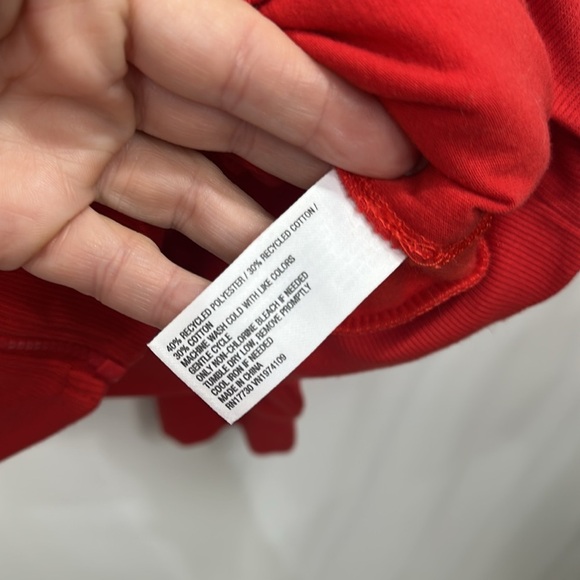 40% RECYCLED POLYESTER / 30% RECYCLED COTTON /
30% COTTON
MACHINE WASH COLD WITH LIKE COLORS
GENTLE CYCLE
ONLY NON-CHLORINE BLEACH IF NEEDED
TUMBLE DRY LOW, REMOVE PROMPTLY
COOL IRON IF NEEDED
MADE IN CHINA
RN17730 VN1974109